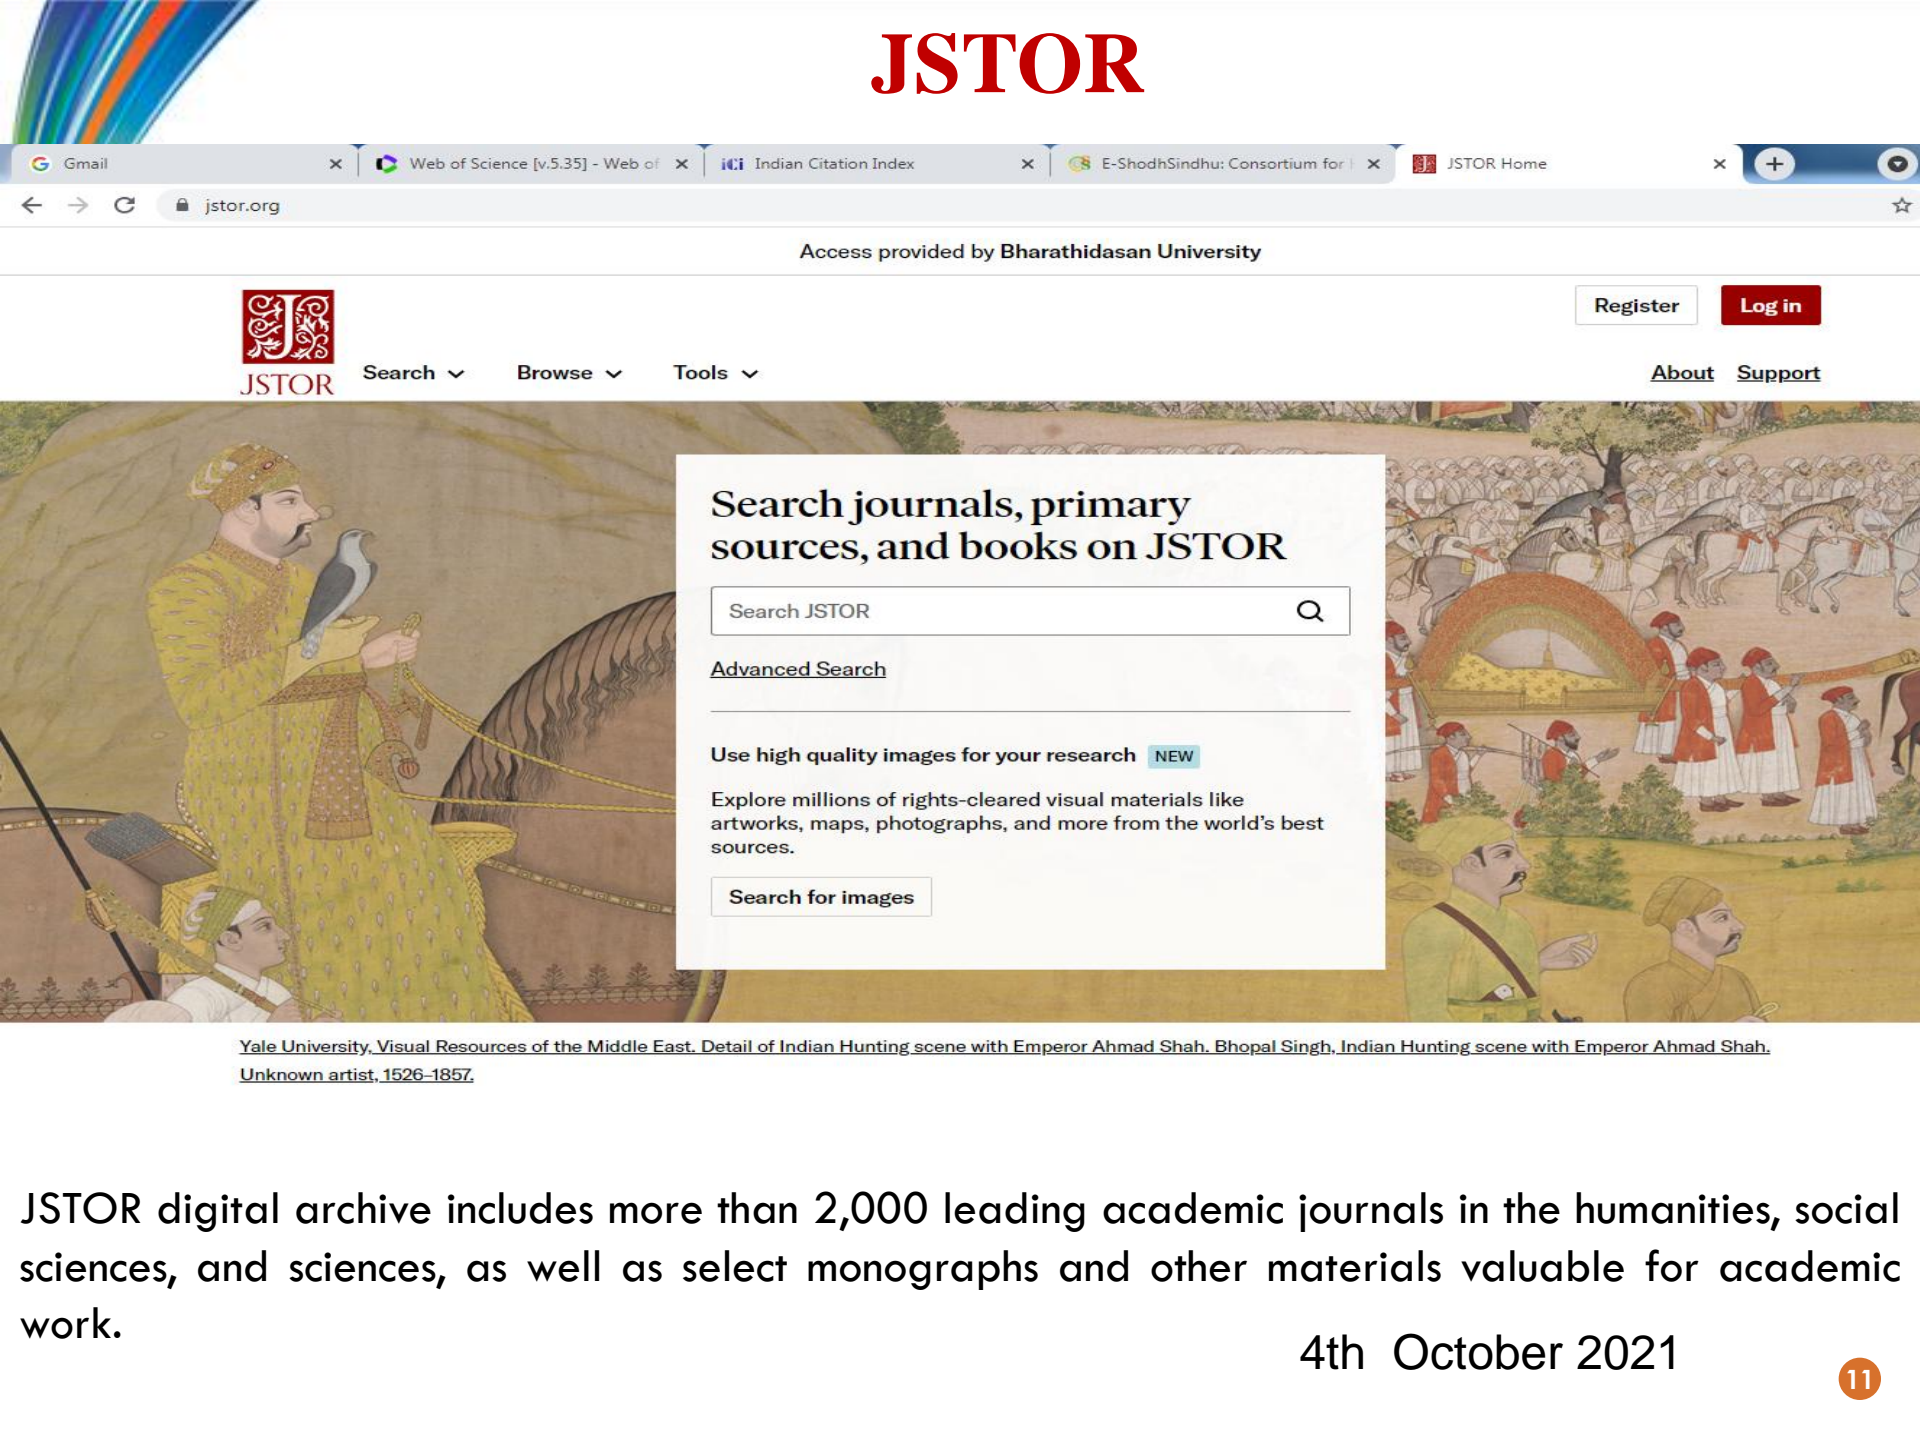 JSTOR
Gmail
Web of Science [v.5.35] - Web of
iCi Indian Citation Index
E-ShodhSindhu: Consortium for
JSTOR Home
jstor.org
Access provided by Bharathidasan University
Register
Log in
JSTOR
Search
Browse
Tools
About
Support
Search journals, primary
sources, and books on JSTOR
Search JSTOR
Advanced Search
Use high quality images for your research NEW
Explore millions of rights-cleared visual materials like
artworks, maps, photographs, and more from the world's best
sources.
Search for images
Yale University, Visual Resources of the Middle East. Detail of Indian Hunting scene with Emperor Ahmad Shah. Bhopal Singh, Indian Hunting scene with Emperor Ahmad Shah.
Unknown artist, 1526–1857.
JSTOR digital archive includes more than 2,000 leading academic journals in the humanities, social
sciences, and sciences, as well as select monographs and other materials valuable for academic
work.
4th October 2021
11